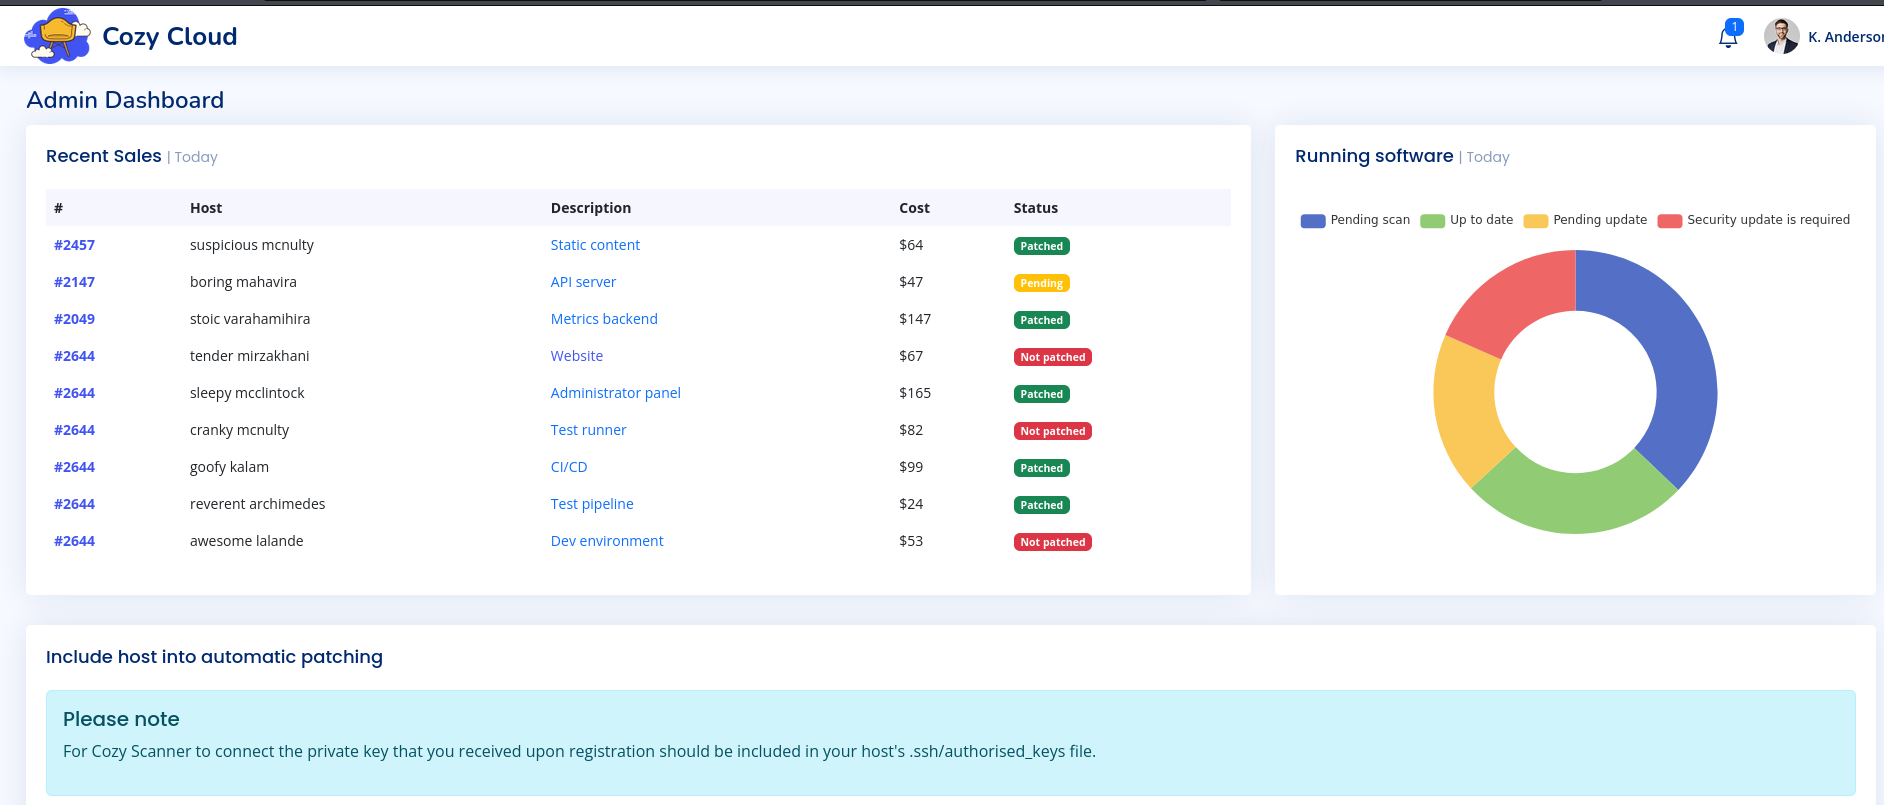 Cozy Cloud
1
K. Anderson
Admin Dashboard
Recent Sales | Today
# Host Description Cost Status
#2457 suspicious mcnulty Static content $64 Patched
#2147 boring mahavira API server $47 Pending
#2049 stoic varahamihira Metrics backend $147 Patched
#2644 tender mirzakhani Website $67 Not patched
#2644 sleepy mcclintock Administrator panel $165 Patched
#2644 cranky mcnulty Test runner $82 Not patched
#2644 goofy kalam CI/CD $99 Patched
#2644 reverent archimedes Test pipeline $24 Patched
#2644 awesome lalande Dev environment $53 Not patched
Running software | Today
Pending scan Up to date Pending update Security update is required
Include host into automatic patching
Please note
For Cozy Scanner to connect the private key that you received upon registration should be included in your host's .ssh/authorised_keys file.